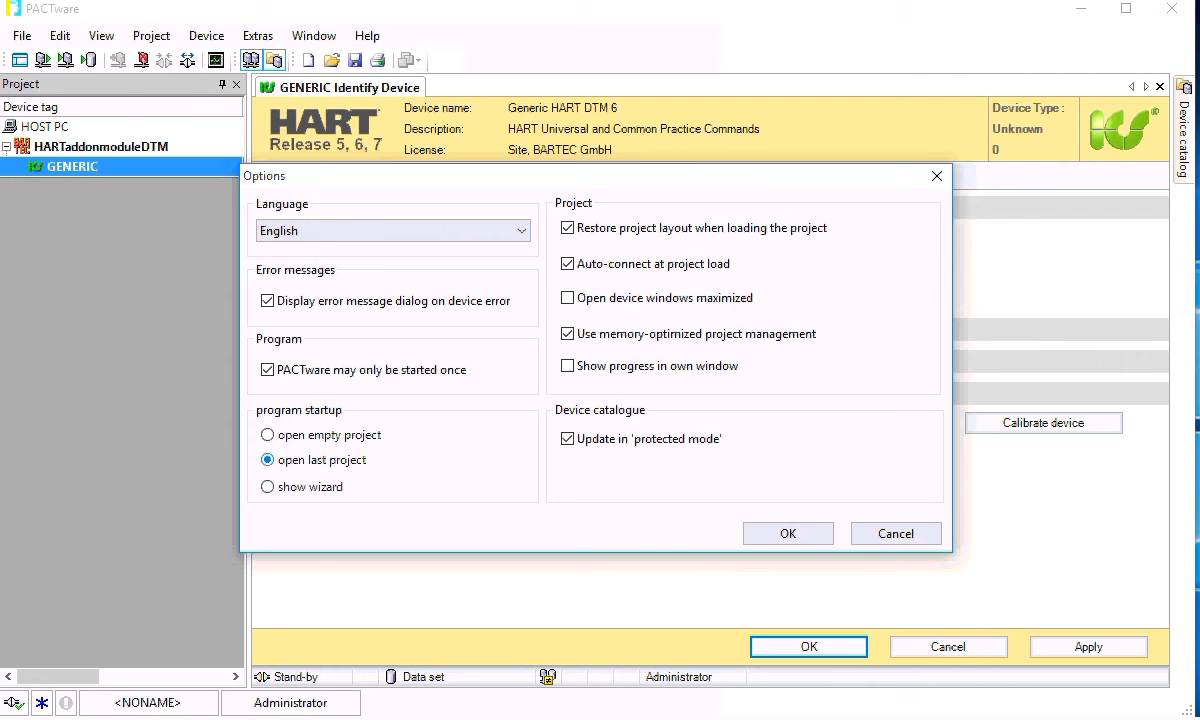 PACTware
File Edit View Project Device Extras Window Help
Project
Device tag
HOST PC
HARTaddonmoduleDTM
GENERIC
GENERIC Identify Device
HART
Release 5, 6, 7
Device name: Generic HART DTM 6
Description: HART Universal and Common Practice Commands
License: Site, BARTEC GmbH
Device Type :
Unknown
0
Device catalog
Options
Language
English
Error messages
Display error message dialog on device error
Program
PACTware may only be started once
program startup
open empty project
open last project
show wizard
Project
Restore project layout when loading the project
Auto-connect at project load
Open device windows maximized
Use memory-optimized project management
Show progress in own window
Device catalogue
Update in 'protected mode'
OK Cancel
Calibrate device
OK Cancel Apply
Stand-by Data set Administrator
<NONAME> Administrator